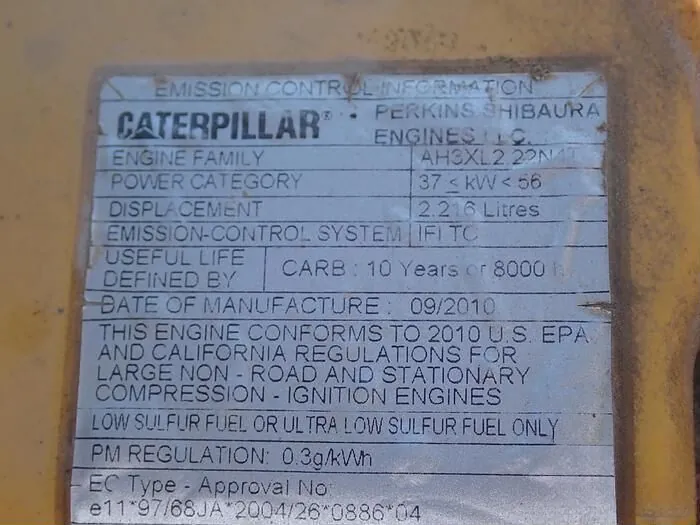 EMISSION CONTROL INFORMATION
CATERPILLAR® • PERKINS SHIBAURA
ENGINES LLC.
ENGINE FAMILY AH3XL2.22N4T
POWER CATEGORY 37 ≤ kW < 56
DISPLACEMENT 2.216 Litres
EMISSION-CONTROL SYSTEM IFI TC
USEFUL LIFE
DEFINED BY CARB: 10 Years or 8000
DATE OF MANUFACTURE: 09/2010
THIS ENGINE CONFORMS TO 2010 U.S. EPA
AND CALIFORNIA REGULATIONS FOR
LARGE NON - ROAD AND STATIONARY
COMPRESSION - IGNITION ENGINES
LOW SULFUR FUEL OR ULTRA LOW SULFUR FUEL ONLY
PM REGULATION: 0.3g/kWh
EC Type - Approval No
e11*97/68JA*2004/26*0886*04